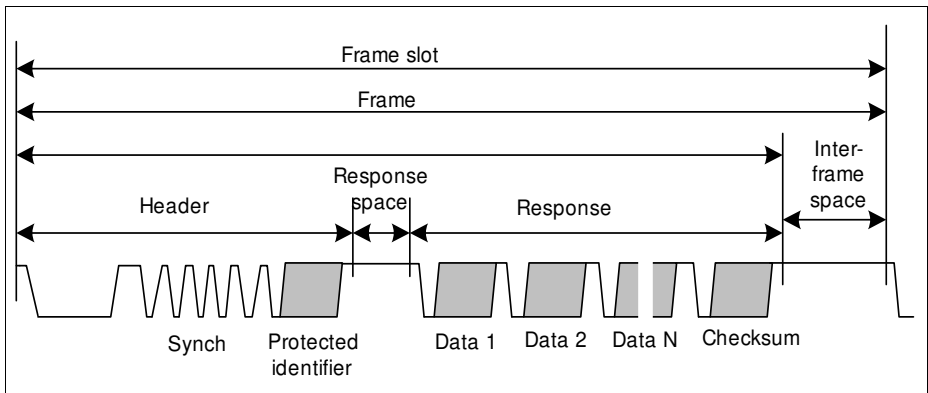 Frame slot
Frame
Inter-
frame
space
Response
space
Header
Response
Synch
Protected
identifier
Data 1
Data 2
Data N
Checksum